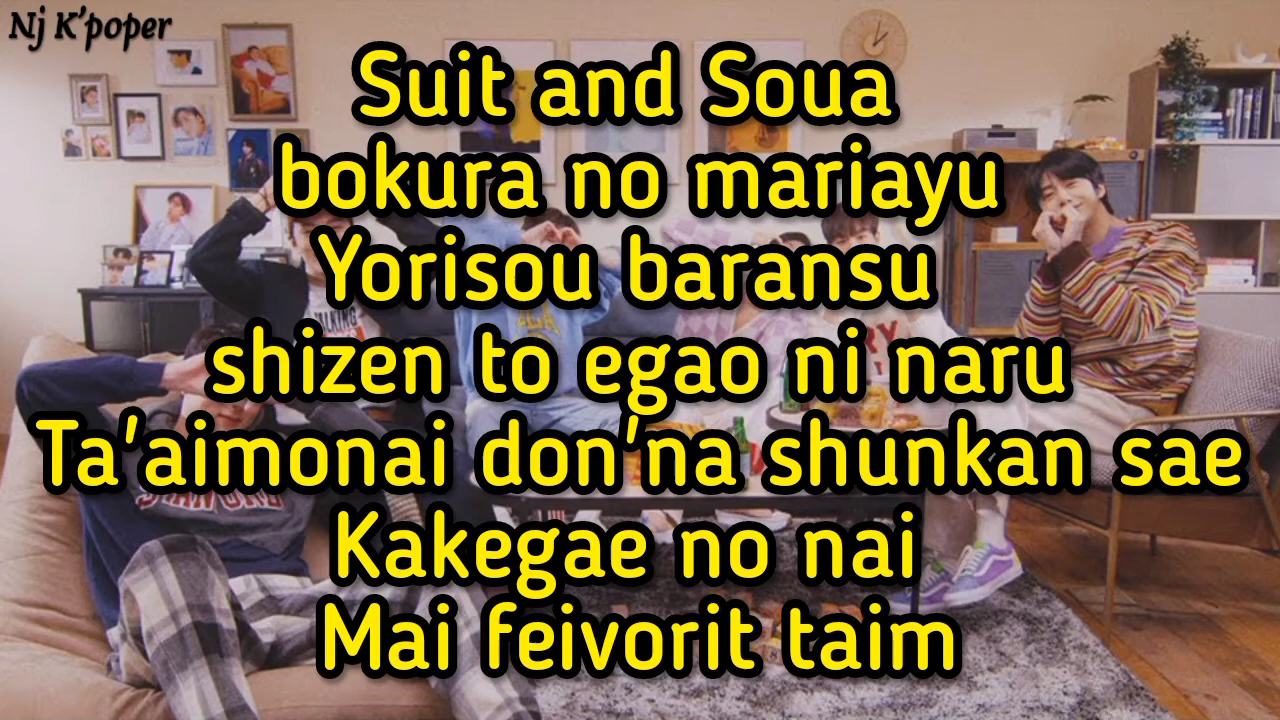 Nj K'poper
Suit and Soua
bokura no mariayu
Yorisou baransu
shizen to egao ni naru
Ta'aimonai don'na shunkan sae
Kakegae no nai
Mai feivorit taim